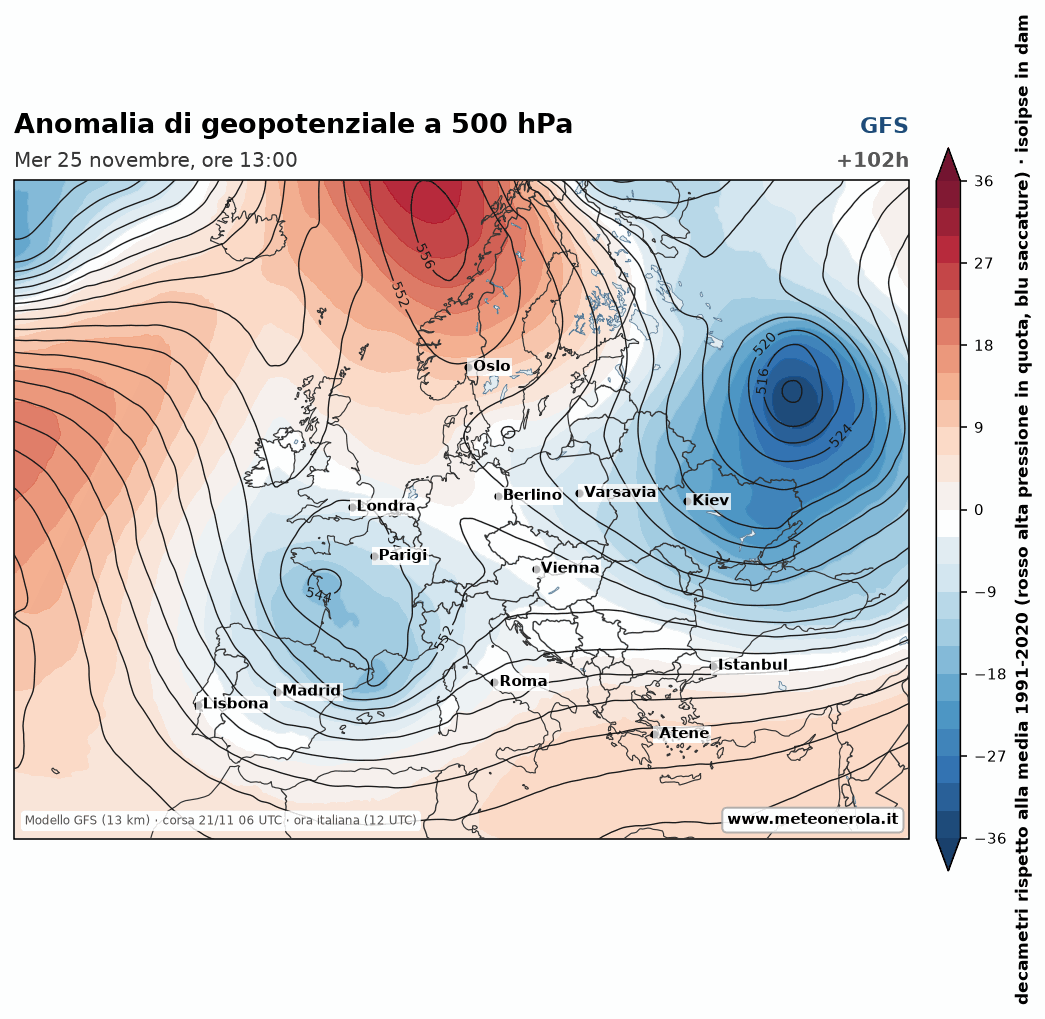 Anomalia di geopotenziale a 500 hPa
GFS
Mer 25 novembre, ore 13:00
+102h
556
552
Oslo
520
516
524
Londra
Berlino
Varsavia
Kiev
Parigi
Vienna
544
552
Roma
Istanbul
Madrid
Lisbona
Atene
Modello GFS (13 km) · corsa 21/11 06 UTC · ora italiana (12 UTC)
www.meteonerola.it
36
27
18
9
0
−9
−18
−27
−36
decametri rispetto alla media 1991-2020 (rosso alta pressione in quota, blu saccature) · isoipse in dam